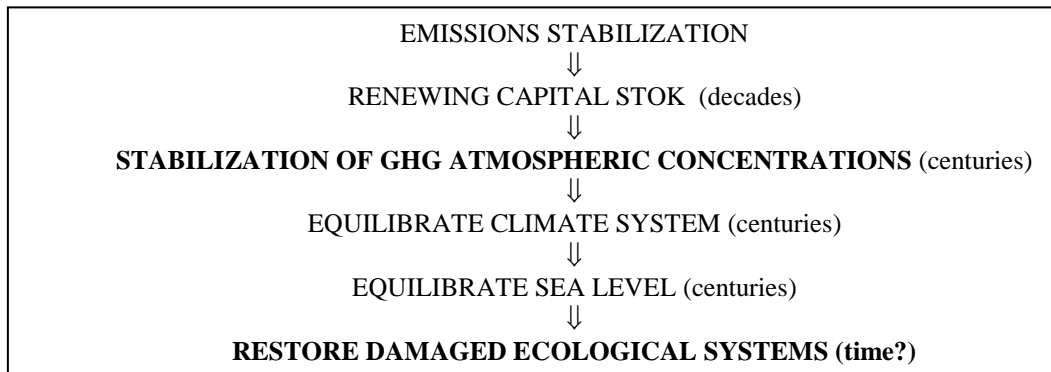 EMISSIONS STABILIZATION
⇓
RENEWING CAPITAL STOK (decades)
⇓
STABILIZATION OF GHG ATMOSPHERIC CONCENTRATIONS (centuries)
⇓
EQUILIBRATE CLIMATE SYSTEM (centuries)
⇓
EQUILIBRATE SEA LEVEL (centuries)
⇓
RESTORE DAMAGED ECOLOGICAL SYSTEMS (time?)